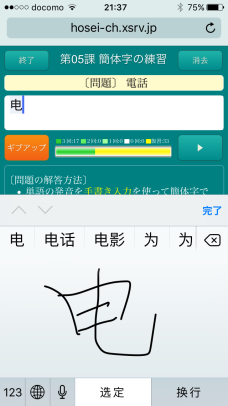 docomo 21:37 75%
hosei-ch.xsrv.jp
終了 第05課 簡体字の練習 消去
〔問題〕 電話
电
ギブアップ
〔問題の解答方法〕
• 単語の発音を手書き入力を使って簡体字で
完了
电 电话 电影 为 为
电
123 选定 换行